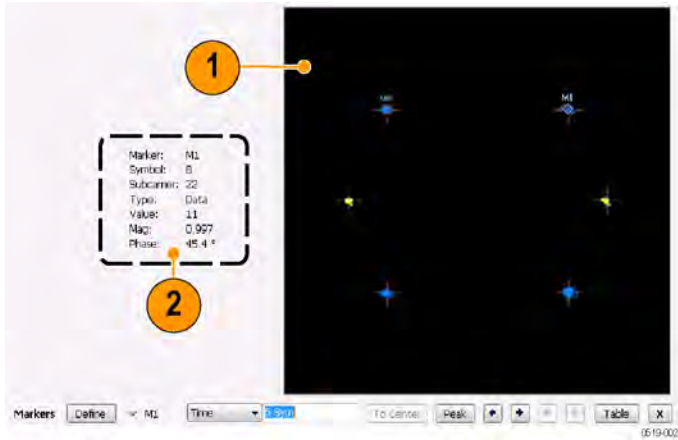 1
M1
Marker: M1
Symbol: 8
Subcarrier: 22
Type: Data
Value: 11
Mag: 0.997
Phase: 45.4 °
2
Markers Define M1 Time To Center Peak Table X
0519-002